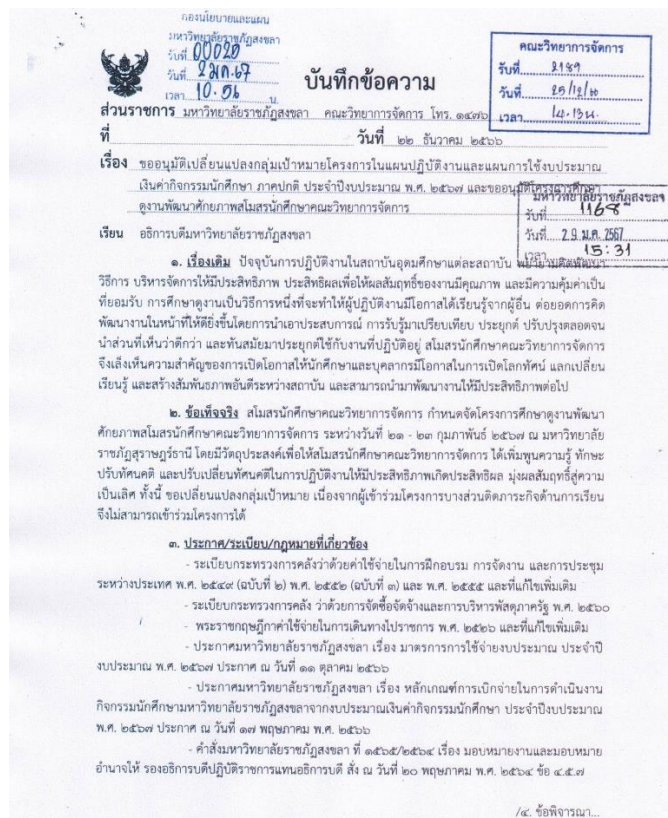 กองนโยบายและแผน
มหาวิทยาลัยราชภัฏสงขลา
รับที่ 00020
วันที่ 2 มค. 67
เวลา 10.56 น.
คณะวิทยาการจัดการ
รับที่ 2189
วันที่ 25/12/66
เวลา 14.13 น.
บันทึกข้อความ
ส่วนราชการ มหาวิทยาลัยราชภัฏสงขลา คณะวิทยาการจัดการ โทร. ๑๔๗๖
ที่ วันที่ ๒๒ ธันวาคม ๒๕๖๖
เรื่อง ขออนุมัติเปลี่ยนแปลงกลุ่มเป้าหมายโครงการในแผนปฏิบัติงานและแผนการใช้งบประมาณ
เงินค่ากิจกรรมนักศึกษา ภาคปกติ ประจำปีงบประมาณ พ.ศ. ๒๕๖๗ และขออนุมัติโครงการศึกษา
ดูงานพัฒนาศักยภาพสโมสรนักศึกษาคณะวิทยาการจัดการ
มหาวิทยาลัยราชภัฏสงขลา
รับที่ 1168
วันที่ 29 ม.ค. 2567
เวลา 15:31
เรียน อธิการบดีมหาวิทยาลัยราชภัฏสงขลา
๑. เรื่องเดิม ปัจจุบันการปฏิบัติงานในสถาบันอุดมศึกษาแต่ละสถาบัน พยายามคิดพัฒนา
วิธีการ บริหารจัดการให้มีประสิทธิภาพ ประสิทธิผลเพื่อให้ผลสัมฤทธิ์ของงานมีคุณภาพ และมีความคุ้มค่าเป็น
ที่ยอมรับ การศึกษาดูงานเป็นวิธีการหนึ่งที่จะทำให้ผู้ปฏิบัติงานมีโอกาสได้เรียนรู้จากผู้อื่น ต่อยอดการคิด
พัฒนางานในหน้าที่ให้ดียิ่งขึ้นโดยการนำเอาประสบการณ์ การรับรู้มาเปรียบเทียบ ประยุกต์ ปรับปรุงตลอดจน
นำส่วนที่เห็นว่าดีกว่า และทันสมัยมาประยุกต์ใช้กับงานที่ปฏิบัติอยู่ สโมสรนักศึกษาคณะวิทยาการจัดการ
จึงเล็งเห็นความสำคัญของการเปิดโอกาสให้นักศึกษาและบุคลากรมีโอกาสในการเปิดโลกทัศน์ แลกเปลี่ยน
เรียนรู้ และสร้างสัมพันธภาพอันดีระหว่างสถาบัน และสามารถนำมาพัฒนางานให้มีประสิทธิภาพต่อไป
๒. ข้อเท็จจริง สโมสรนักศึกษาคณะวิทยาการจัดการ กำหนดจัดโครงการศึกษาดูงานพัฒนา
ศักยภาพสโมสรนักศึกษาคณะวิทยาการจัดการ ระหว่างวันที่ ๒๑ - ๒๓ กุมภาพันธ์ ๒๕๖๗ ณ มหาวิทยาลัย
ราชภัฏสุราษฎร์ธานี โดยมีวัตถุประสงค์เพื่อให้สโมสรนักศึกษาคณะวิทยาการจัดการ ได้เพิ่มพูนความรู้ ทักษะ
ปรับทัศนคติ และปรับเปลี่ยนทัศนคติในการปฏิบัติงานให้มีประสิทธิภาพเกิดประสิทธิผล มุ่งผลสัมฤทธิ์สู่ความ
เป็นเลิศ ทั้งนี้ ขอเปลี่ยนแปลงกลุ่มเป้าหมาย เนื่องจากผู้เข้าร่วมโครงการบางส่วนติดภาระกิจด้านการเรียน
จึงไม่สามารถเข้าร่วมโครงการได้
๓. ประกาศ/ระเบียบ/กฎหมายที่เกี่ยวข้อง
- ระเบียบกระทรวงการคลังว่าด้วยค่าใช้จ่ายในการฝึกอบรม การจัดงาน และการประชุม
ระหว่างประเทศ พ.ศ. ๒๕๔๙ (ฉบับที่ ๒) พ.ศ. ๒๕๕๒ (ฉบับที่ ๓) และ พ.ศ. ๒๕๕๕ และที่แก้ไขเพิ่มเติม
- ระเบียบกระทรวงการคลัง ว่าด้วยการจัดซื้อจัดจ้างและการบริหารพัสดุภาครัฐ พ.ศ. ๒๕๖๐
- พระราชกฤษฎีกาค่าใช้จ่ายในการเดินทางไปราชการ พ.ศ. ๒๕๒๖ และที่แก้ไขเพิ่มเติม
- ประกาศมหาวิทยาลัยราชภัฏสงขลา เรื่อง มาตรการการใช้จ่ายงบประมาณ ประจำปี
งบประมาณ พ.ศ. ๒๕๖๗ ประกาศ ณ วันที่ ๑๑ ตุลาคม ๒๕๖๖
- ประกาศมหาวิทยาลัยราชภัฏสงขลา เรื่อง หลักเกณฑ์การเบิกจ่ายในการดำเนินงาน
กิจกรรมนักศึกษามหาวิทยาลัยราชภัฏสงขลาจากงบประมาณเงินค่ากิจกรรมนักศึกษา ประจำปีงบประมาณ
พ.ศ. ๒๕๖๗ ประกาศ ณ วันที่ ๑๗ พฤษภาคม พ.ศ. ๒๕๖๖
- คำสั่งมหาวิทยาลัยราชภัฏสงขลา ที่ ๑๕๖๕/๒๕๖๔ เรื่อง มอบหมายงานและมอบหมาย
อำนาจให้ รองอธิการบดีปฏิบัติราชการแทนอธิการบดี สั่ง ณ วันที่ ๒๐ พฤษภาคม พ.ศ. ๒๕๖๔ ข้อ ๔.๕.๗
/๔. ข้อพิจารณา...